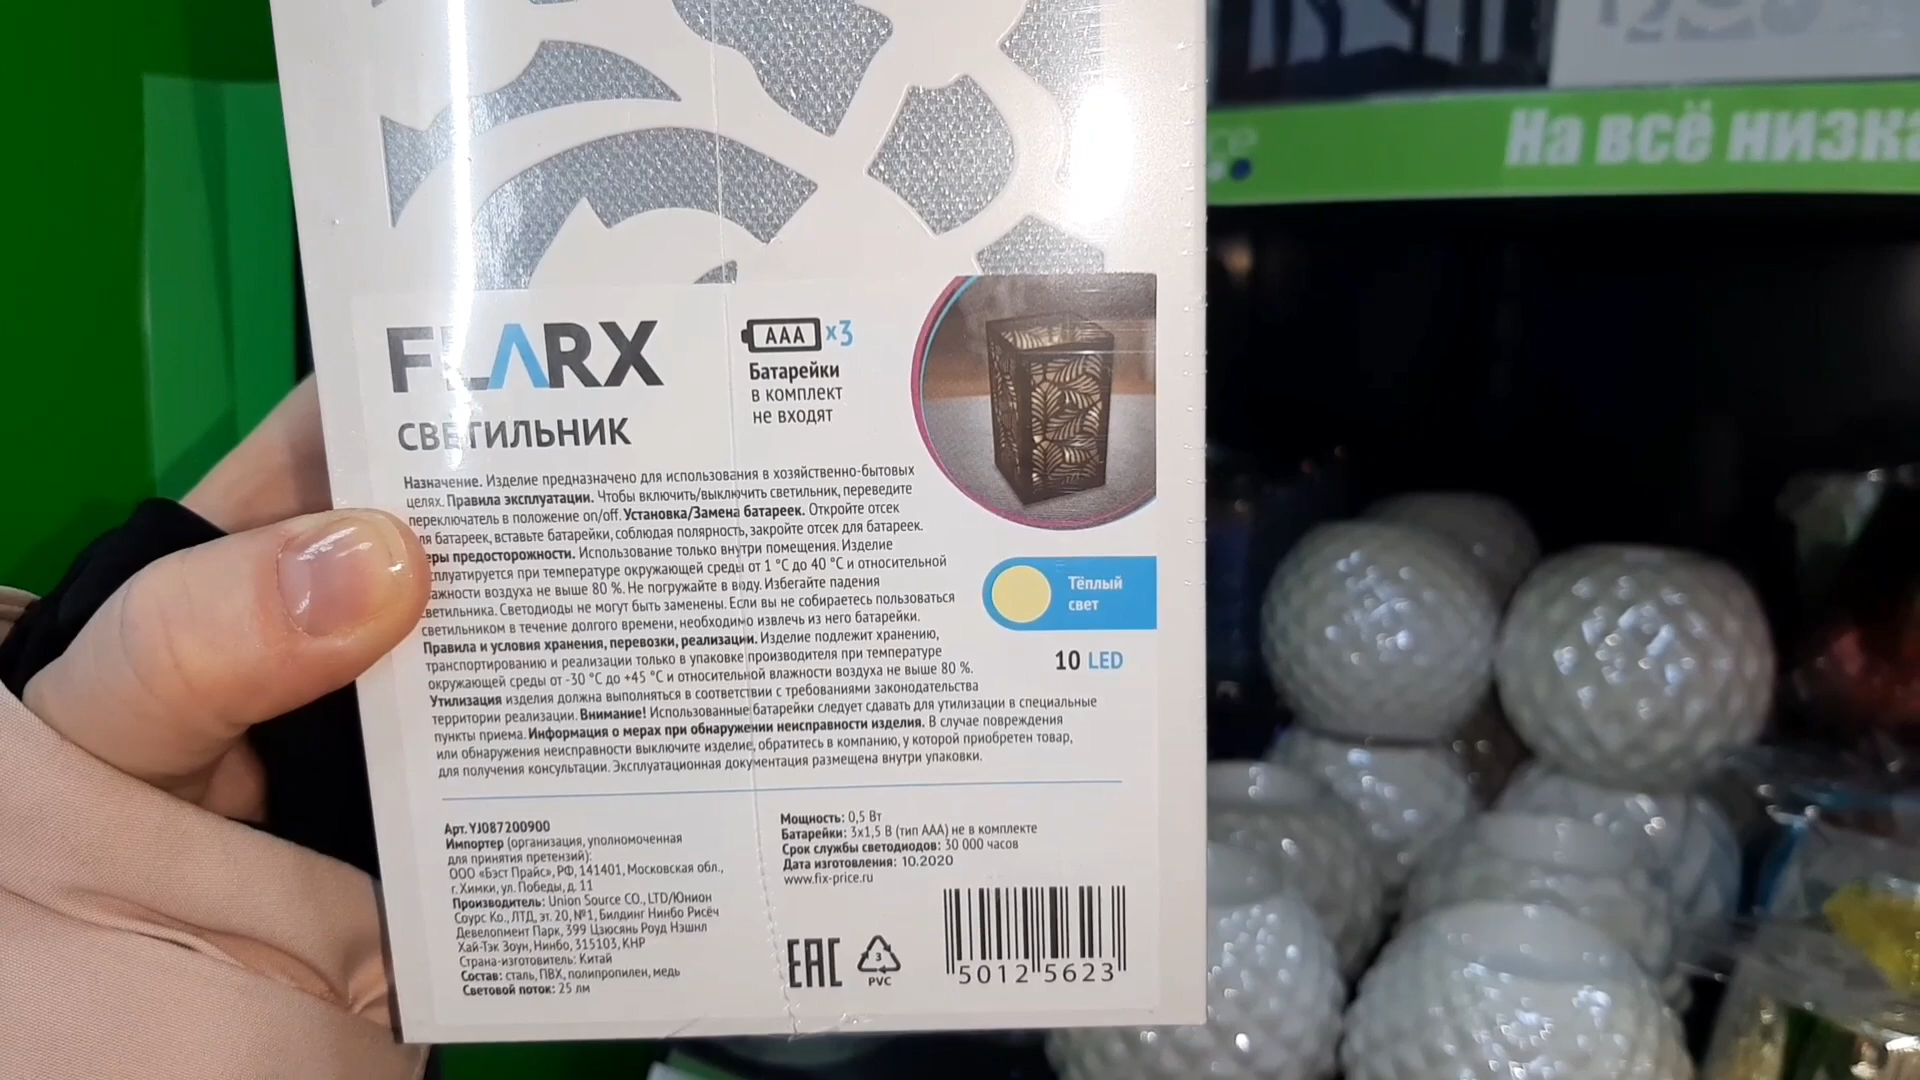 На всё низк
FLARX
СВЕТИЛЬНИК
AAA x3
Батарейки
в комплект
не входят
Назначение. Изделие предназначено для использования в хозяйственно-бытовых
целях. Правила эксплуатации. Чтобы включить/выключить светильник, переведите
переключатель в положение on/off. Установка/Замена батареек. Откройте отсек
для батареек, вставьте батарейки, соблюдая полярность, закройте отсек для батареек.
еры предосторожности. Использование только внутри помещения. Изделие
сплуатируется при температуре окружающей среды от 1 °C до 40 °C и относительной
ажности воздуха не выше 80 %. Не погружайте в воду. Избегайте падения
светильника. Светодиоды не могут быть заменены. Если вы не собираетесь пользоваться
светильником в течение долгого времени, необходимо извлечь из него батарейки.
Правила и условия хранения, перевозки, реализации. Изделие подлежит хранению,
транспортированию и реализации только в упаковке производителя при температуре
окружающей среды от -30 °C до +45 °C и относительной влажности воздуха не выше 80 %.
Утилизация изделия должна выполняться в соответствии с требованиями законодательства
территории реализации. Внимание! Использованные батарейки следует сдавать для утилизации в специальные
пункты приема. Информация о мерах при обнаружении неисправности изделия. В случае повреждения
или обнаружения неисправности выключите изделие, обратитесь в компанию, у которой приобретен товар,
для получения консультации. Эксплуатационная документация размещена внутри упаковки.
Тёплый
свет
10 LED
Арт. YJ087200900
Импортер (организация, уполномоченная
для принятия претензий):
ООО «Бэст Прайс», РФ, 141401, Московская обл.,
г. Химки, ул. Победы, д. 11
Производитель: Union Source CO., LTD/Юнион
Соурс Ко., ЛТД, эт. 20, №1, Билдинг Нинбо Рисёч
Девелопмент Парк, 399 Цзюсянь Роуд Нэшнл
Хай-Тэк Зоун, Нинбо, 315103, КНР
Страна-изготовитель: Китай
Состав: сталь, ПВХ, полипропилен, медь
Световой поток: 25 лм
Мощность: 0,5 Вт
Батарейки: 3x1,5 В (тип AAA) не в комплекте
Срок службы светодиодов: 30 000 часов
Дата изготовления: 10.2020
www.fix-price.ru
EAC
3
PVC
5012 5623